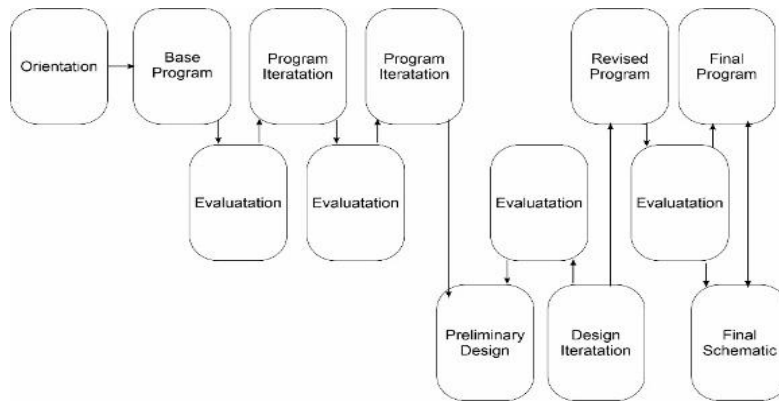 Orientation
Base
Program
Program
Iteratation
Program
Iteratation
Revised
Program
Final
Program
Evaluatation
Evaluatation
Evaluatation
Evaluatation
Preliminary
Design
Design
Iteratation
Final
Schematic